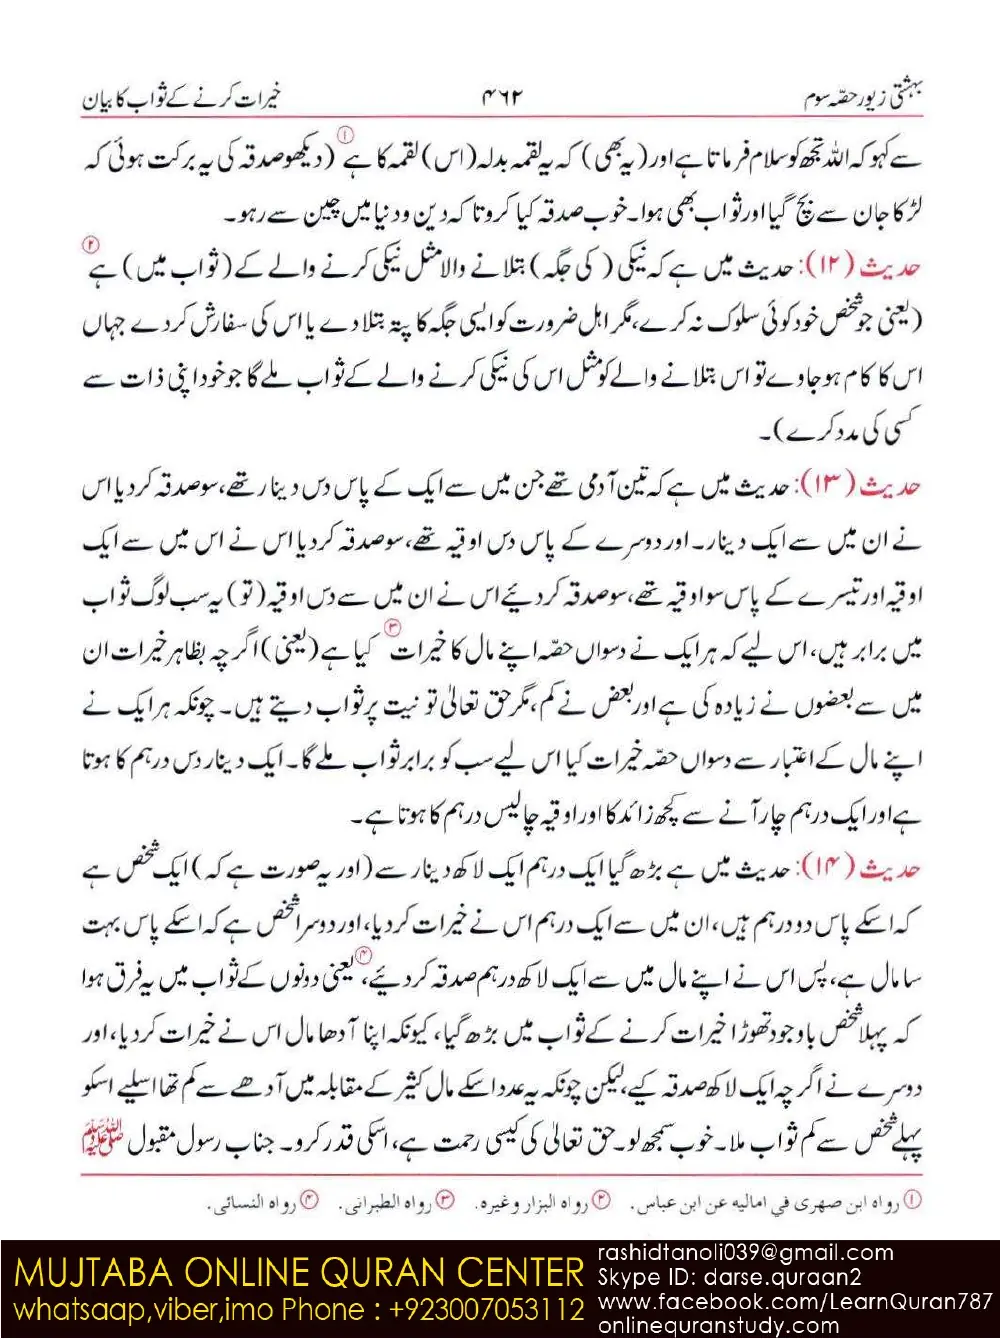 بہشتی زیور حصّہ سوم ۴۶۲ خیرات کرنے کے ثواب کا بیان
سے کہو کہ اللہ تجھ کو سلام فرماتا ہے اور (یہ بھی) کہ یہ لقمہ بدلہ (اس) لقمہ کا ہے ① (دیکھو صدقہ کی یہ برکت ہوئی کہ
لڑکا جان سے بچ گیا اور ثواب بھی ہوا۔ خوب صدقہ کیا کرو تا کہ دین و دنیا میں چین سے رہو۔
حدیث (۱۲): حدیث میں ہے کہ نیکی (کی جگہ) بتلانے والا مثل نیکی کرنے والے کے (ثواب میں) ہے ②
(یعنی جو شخص خود کوئی سلوک نہ کرے، مگر اہل ضرورت کو ایسی جگہ کا پتہ بتلا دے یا اس کی سفارش کر دے جہاں
اس کا کام ہو جاوے تو اس بتلانے والے کو مثل اس کی نیکی کرنے والے کے ثواب ملے گا جو خود اپنی ذات سے
کسی کی مدد کرے)۔
حدیث (۱۳): حدیث میں ہے کہ تین آدمی تھے جن میں سے ایک کے پاس دس دینار تھے، سو صدقہ کر دیا اس
نے ان میں سے ایک دینار۔ اور دوسرے کے پاس دس اوقیہ تھے، سو صدقہ کر دیا اس نے اس میں سے ایک
اوقیہ اور تیسرے کے پاس سو اوقیہ تھے، سو صدقہ کر دیئے اس نے ان میں سے دس اوقیہ (تو) یہ سب لوگ ثواب
میں برابر ہیں، اس لیے کہ ہر ایک نے دسواں حصّہ اپنے مال کا خیرات ③ کیا ہے (یعنی) اگرچہ بظاہر خیرات ان
میں سے بعضوں نے زیادہ کی ہے اور بعض نے کم، مگر حق تعالیٰ تو نیت پر ثواب دیتے ہیں۔ چونکہ ہر ایک نے
اپنے مال کے اعتبار سے دسواں حصّہ خیرات کیا اس لیے سب کو برابر ثواب ملے گا۔ ایک دینار دس درہم کا ہوتا
ہے اور ایک درہم چار آنے سے کچھ زائد کا اور اوقیہ چالیس درہم کا ہوتا ہے۔
حدیث (۱۴): حدیث میں ہے بڑھ گیا ایک درہم ایک لاکھ دینار سے (اور یہ صورت ہے کہ) ایک شخص ہے
کہ اسکے پاس دو درہم ہیں، ان میں سے ایک درہم اس نے خیرات کر دیا، اور دوسرا شخص ہے کہ اسکے پاس بہت
سا مال ہے، پس اس نے اپنے مال میں سے ایک لاکھ درہم صدقہ کر دیئے ④، یعنی دونوں کے ثواب میں یہ فرق ہوا
کہ پہلا شخص باوجود تھوڑا خیرات کرنے کے ثواب میں بڑھ گیا، کیونکہ اپنا آدھا مال اس نے خیرات کر دیا، اور
دوسرے نے اگرچہ ایک لاکھ صدقہ کیے، لیکن چونکہ یہ عدد اسکے مال کثیر کے مقابلہ میں آدھے سے کم تھا اسلیے اسکو
پہلے شخص سے کم ثواب ملا۔ خوب سمجھ لو۔ حق تعالیٰ کی کیسی رحمت ہے، اسکی قدر کرو۔ جناب رسول مقبول ﷺ
① رواه ابن صهری في امالیه عن ابن عباس. ② رواه البزار وغیره. ③ رواه الطبرانی. ④ رواه النسائی.
MUJTABA ONLINE QURAN CENTER
whatsaap,viber,imo Phone : +923007053112
rashidtanoli039@gmail.com
Skype ID: darse.quraan2
www.facebook.com/LearnQuran787
onlinequranstudy.com